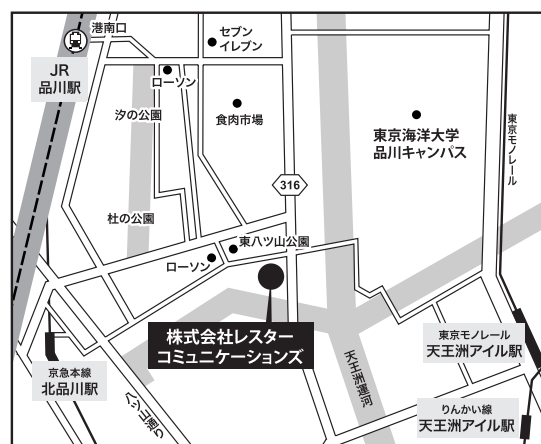 港南口
セブン
イレブン
JR
品川駅
ローソン
汐の公園
食肉市場
東京海洋大学
品川キャンパス
東京モノレール
316
杜の公園
東八ツ山公園
ローソン
株式会社レスター
コミュニケーションズ
東京モノレール
天王洲アイル駅
天王洲運河
京急本線
北品川駅
八ツ山通り
りんかい線
天王洲アイル駅